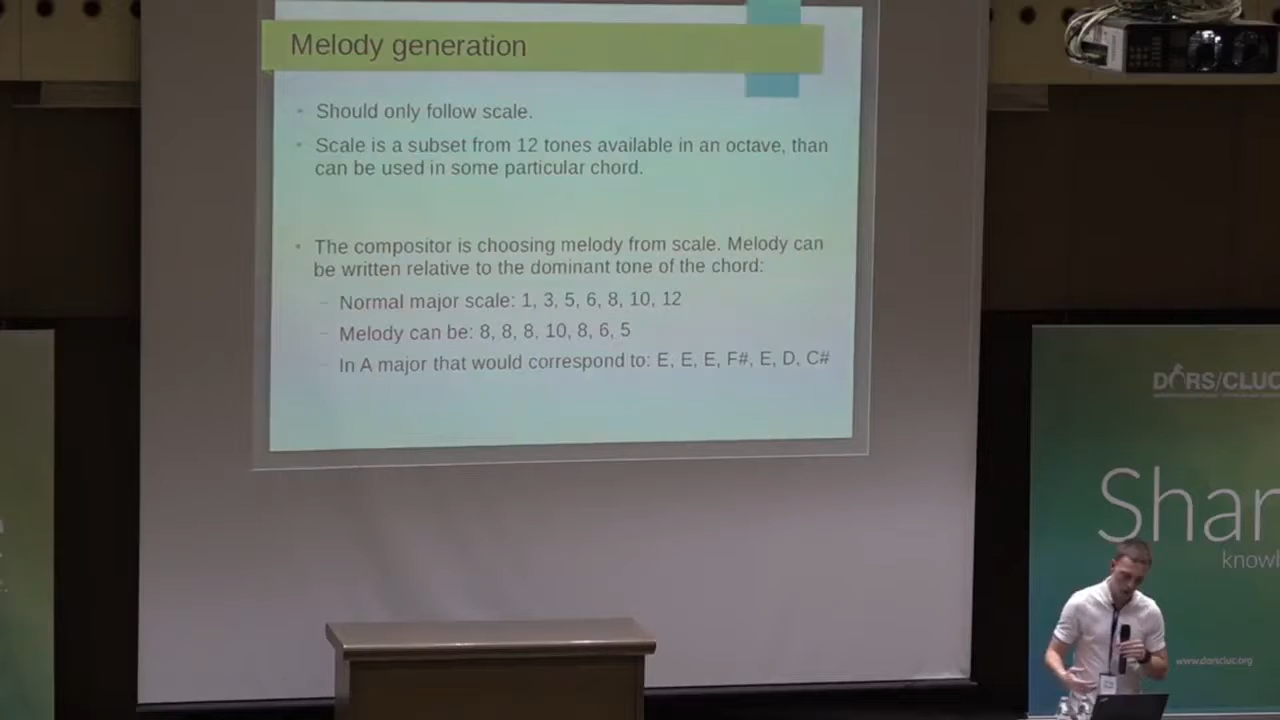 Melody generation
Should only follow scale.
Scale is a subset from 12 tones available in an octave, than
can be used in some particular chord.
The compositor is choosing melody from scale. Melody can
be written relative to the dominant tone of the chord:
Normal major scale: 1, 3, 5, 6, 8, 10, 12
Melody can be: 8, 8, 8, 10, 8, 6, 5
In A major that would correspond to: E, E, E, F#, E, D, C#
DORS/CLUC
Shar
knowl
www.dorscluc.org